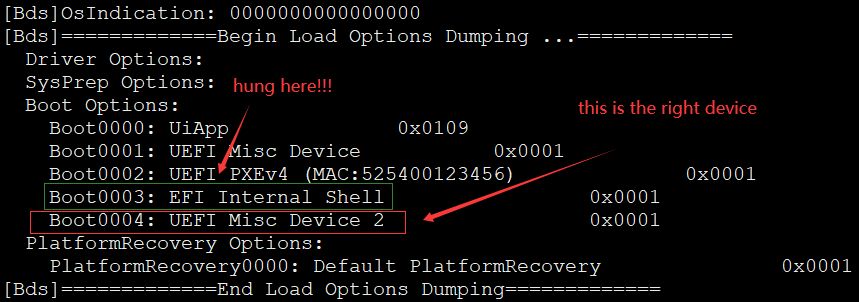 [Bds]OsIndication: 0000000000000000
[Bds]=============Begin Load Options Dumping ...=============
Driver Options:
SysPrep Options:
hung here!!!
Boot Options:
this is the right device
Boot0000: UiApp 0x0109
Boot0001: UEFI Misc Device 0x0001
Boot0002: UEFI PXEv4 (MAC:525400123456) 0x0001
Boot0003: EFI Internal Shell 0x0001
Boot0004: UEFI Misc Device 2 0x0001
PlatformRecovery Options:
PlatformRecovery0000: Default PlatformRecovery 0x0001
[Bds]=============End Load Options Dumping=============